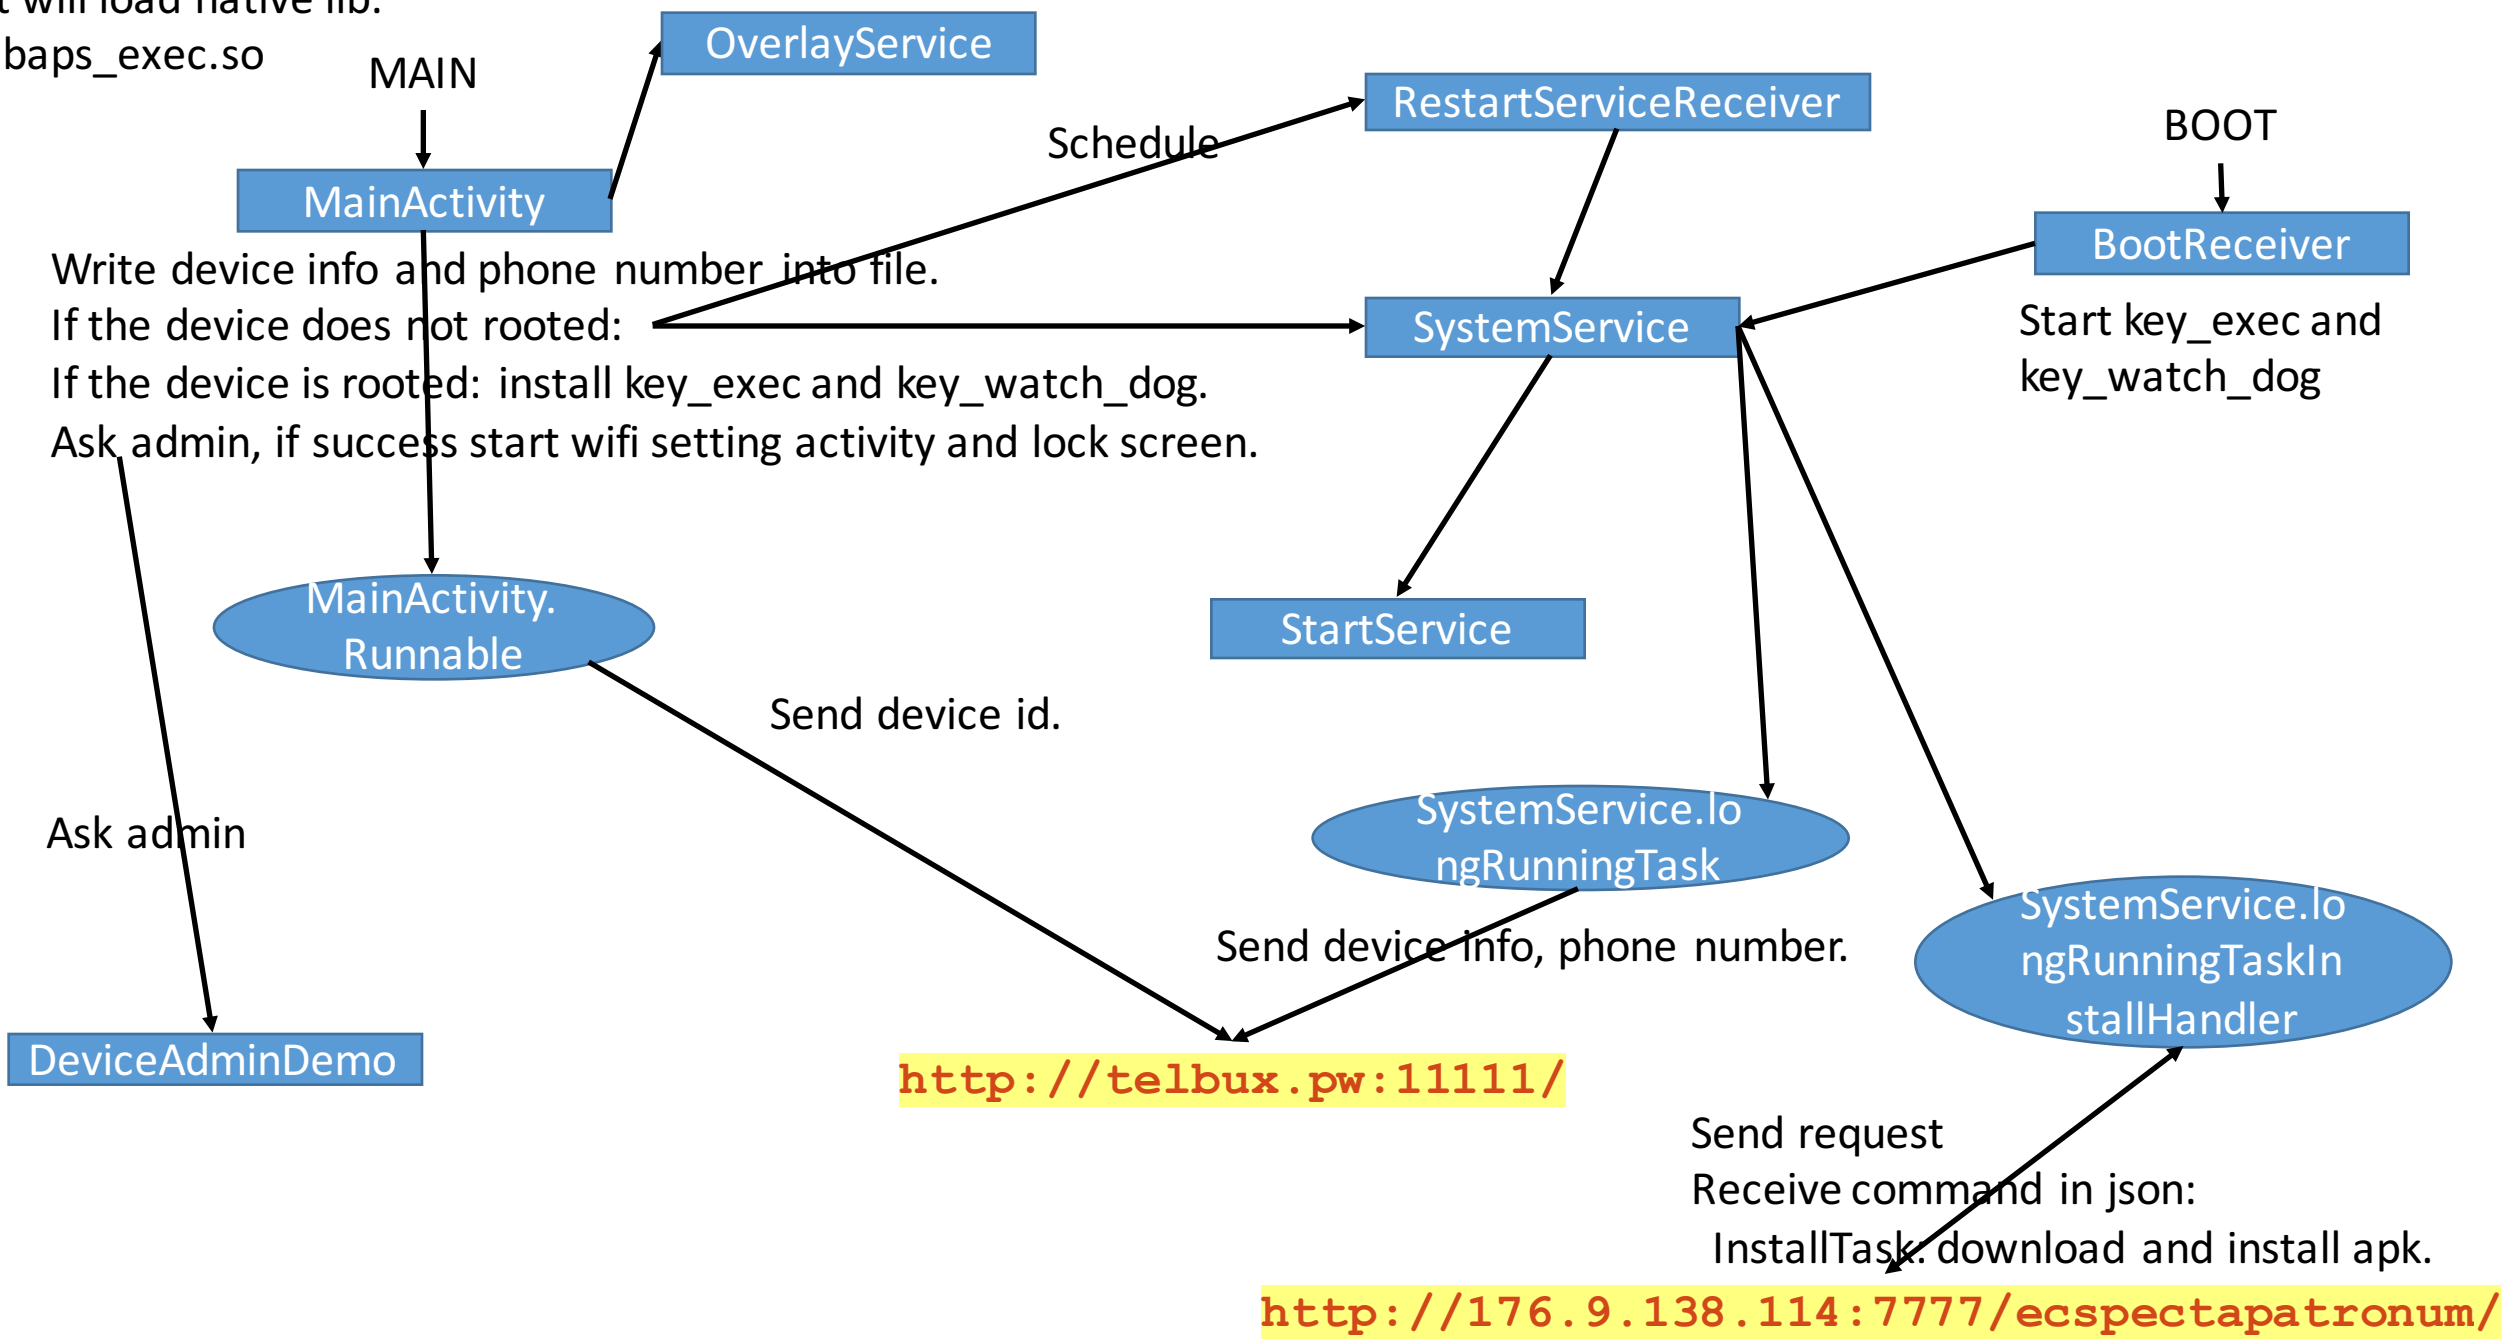 t will load native lib:
baps_exec.so
MAIN
OverlayService
RestartServiceReceiver
Schedule
BOOT
MainActivity
BootReceiver
Write device info and phone number into file.
If the device does not rooted:
SystemService
Start key_exec and
key_watch_dog
If the device is rooted: install key_exec and key_watch_dog.
Ask admin, if success start wifi setting activity and lock screen.
MainActivity.
Runnable
StartService
Send device id.
SystemService.lo
ngRunningTask
Ask admin
SystemService.lo
ngRunningTaskIn
stallHandler
Send device info, phone number.
DeviceAdminDemo
http://telbux.pw:11111/
Send request
Receive command in json:
InstallTask: download and install apk.
http://176.9.138.114:7777/ecspectapatronum/